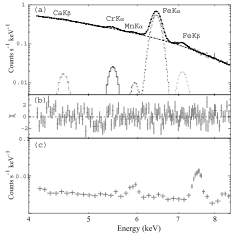 (a)
CaKβ
CrKα
MnKα
FeKα
FeKβ
Counts s⁻¹ keV⁻¹
1
0.1
0.01
(b)
χ
4
2
0
-2
-4
(c)
Counts s⁻¹ keV⁻¹
0.01
4
5
6
7
8
Energy (keV)